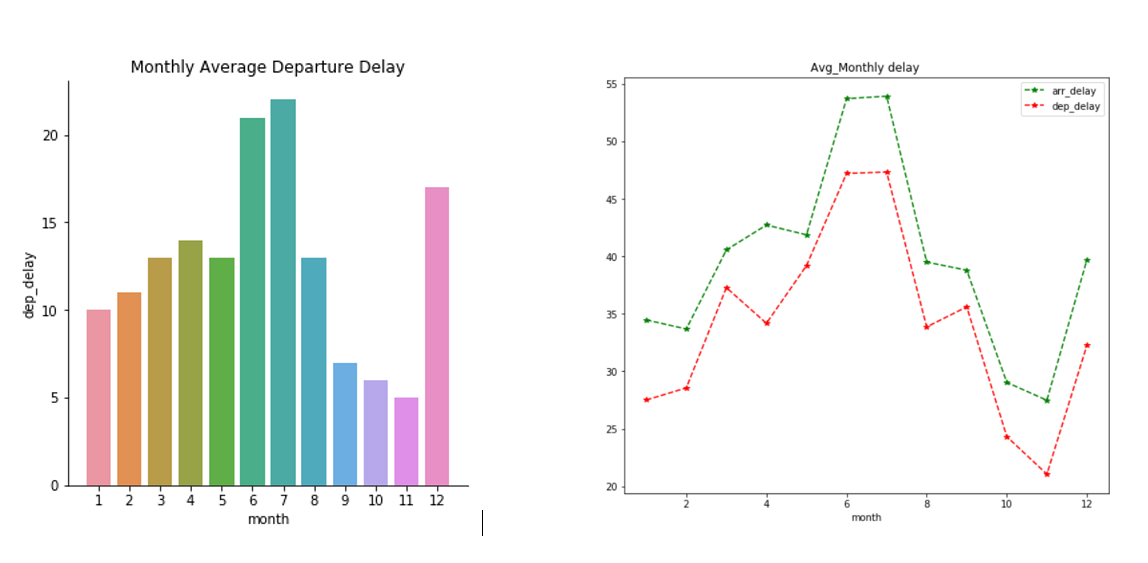 Monthly Average Departure Delay
20
15
10
5
0
dep_delay
1 2 3 4 5 6 7 8 9 10 11 12
month
Avg_Monthly delay
arr_delay
dep_delay
55
50
45
40
35
30
25
20
2 4 6 8 10 12
month